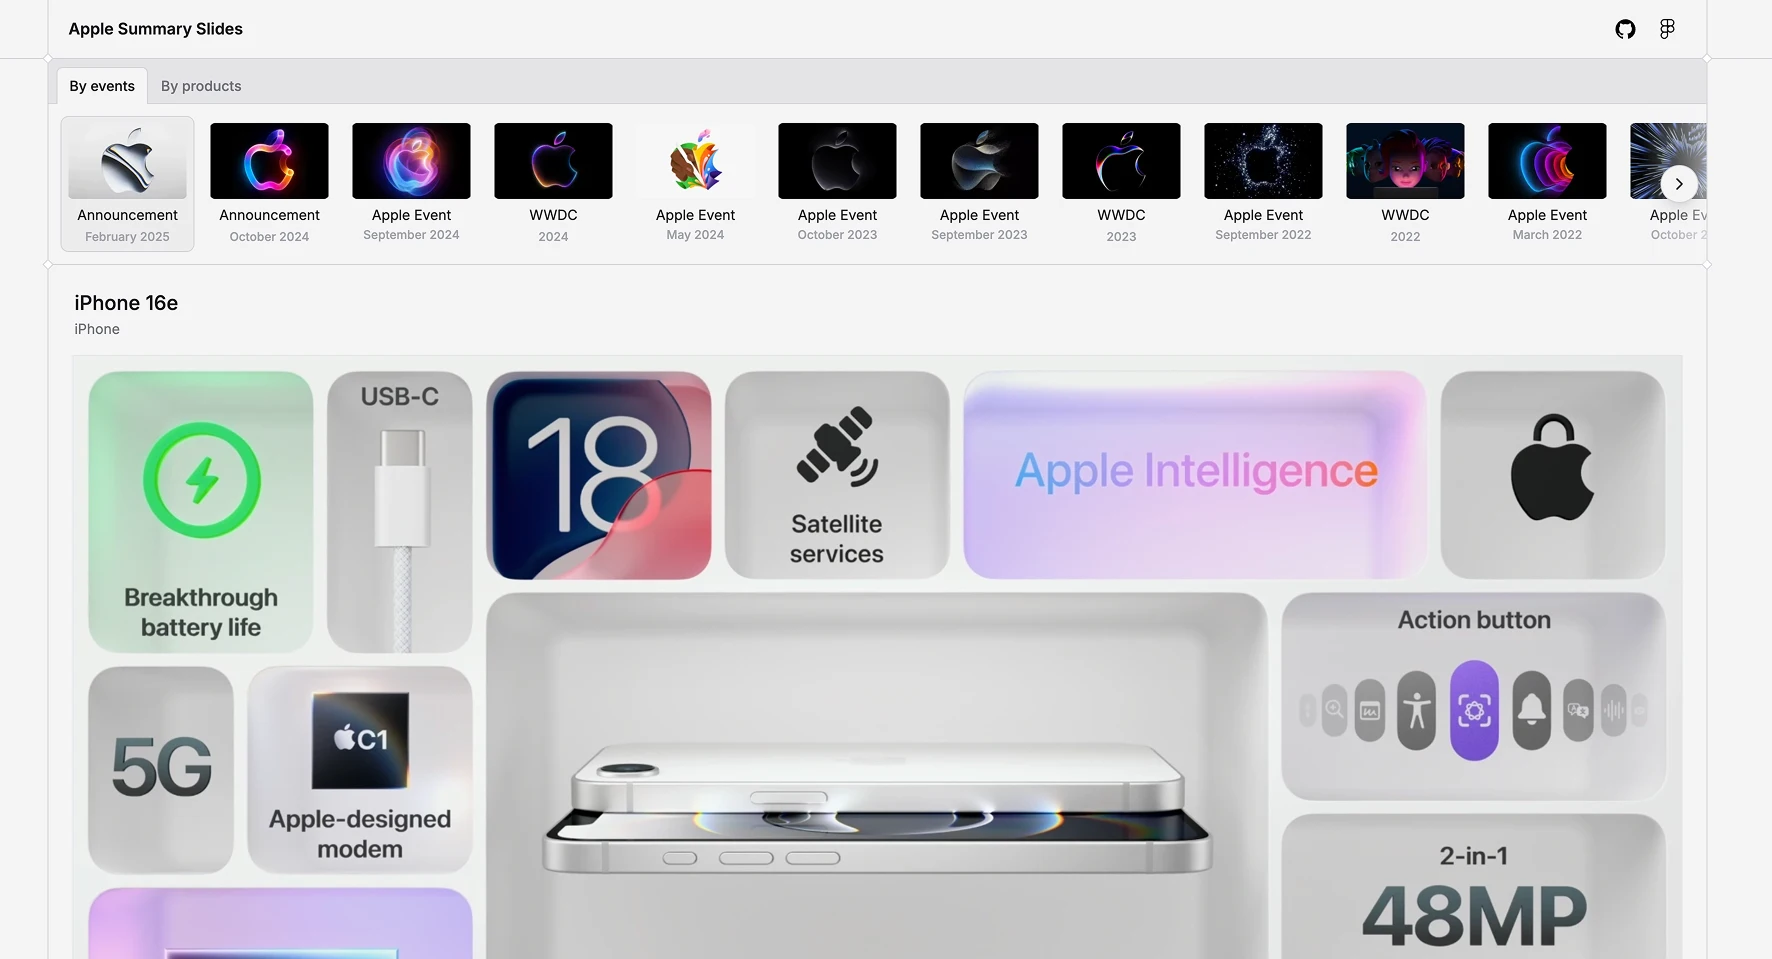 Apple Summary Slides
By events
By products
Announcement
February 2025
Announcement
October 2024
Apple Event
September 2024
WWDC
2024
Apple Event
May 2024
Apple Event
October 2023
Apple Event
September 2023
WWDC
2023
Apple Event
September 2022
WWDC
2022
Apple Event
March 2022
Apple Ev
October 2
iPhone 16e
iPhone
Breakthrough
battery life
USB-C
18
Satellite
services
Apple Intelligence
5G
C1
Apple-designed
modem
Action button
2-in-1
48MP